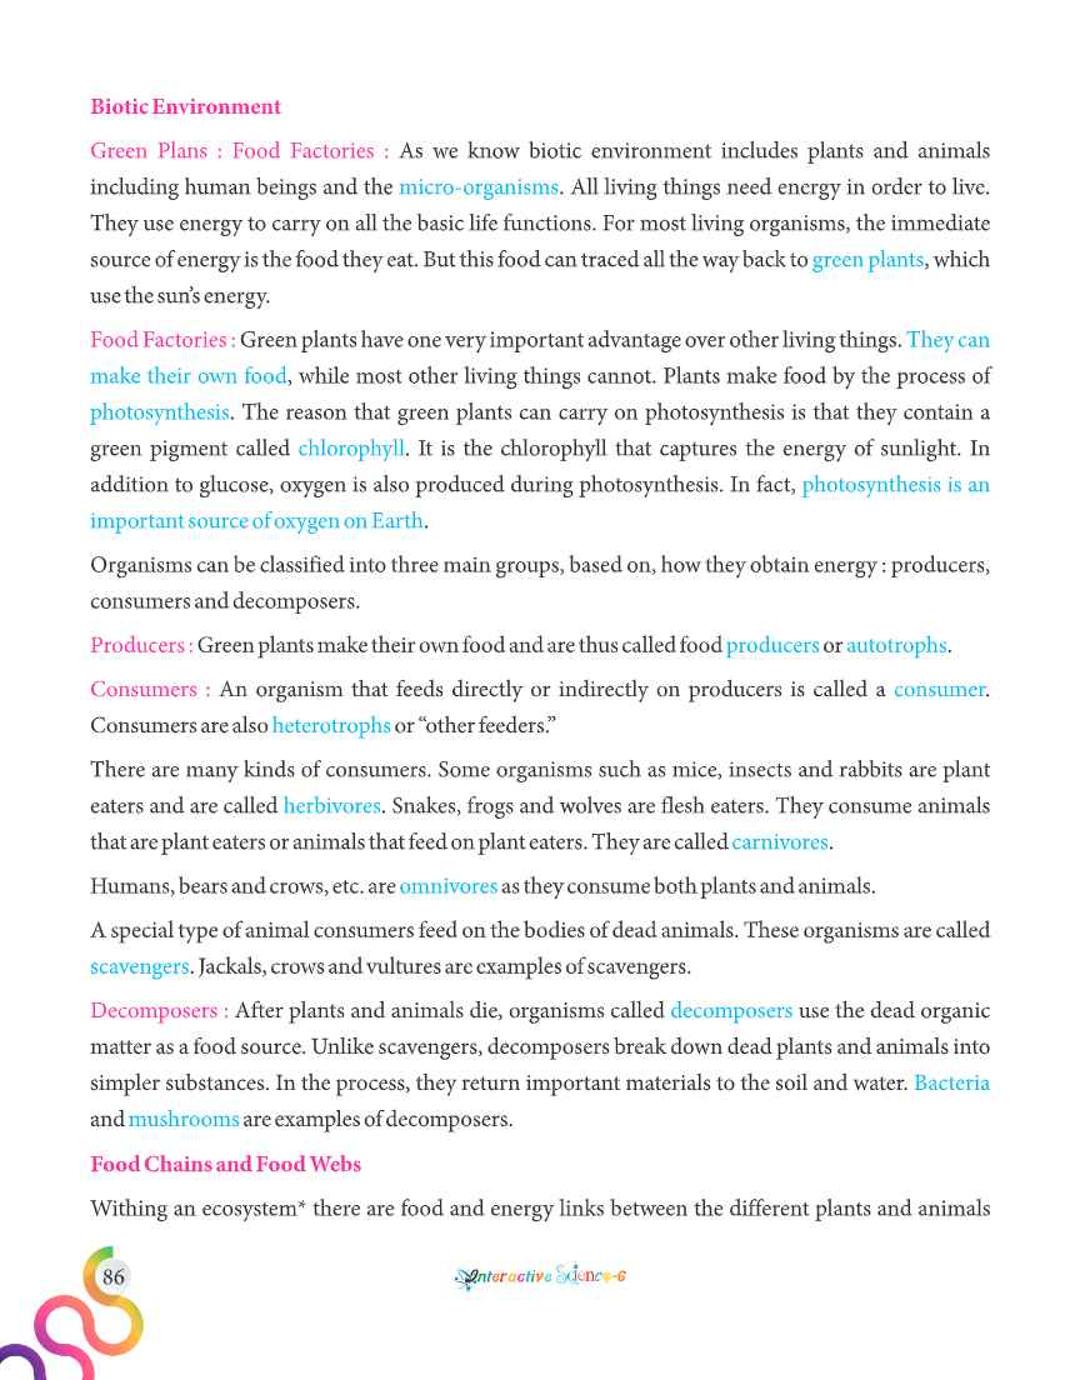 Biotic Environment
Green Plans : Food Factories : As we know biotic environment includes plants and animals
including human beings and the micro-organisms. All living things need energy in order to live.
They use energy to carry on all the basic life functions. For most living organisms, the immediate
source of energy is the food they eat. But this food can traced all the way back to green plants, which
use the sun's energy.
Food Factories : Green plants have one very important advantage over other living things. They can
make their own food, while most other living things cannot. Plants make food by the process of
photosynthesis. The reason that green plants can carry on photosynthesis is that they contain a
green pigment called chlorophyll. It is the chlorophyll that captures the energy of sunlight. In
addition to glucose, oxygen is also produced during photosynthesis. In fact, photosynthesis is an
important source of oxygen on Earth.
Organisms can be classified into three main groups, based on, how they obtain energy : producers,
consumers and decomposers.
Producers : Green plants make their own food and are thus called food producers or autotrophs.
Consumers : An organism that feeds directly or indirectly on producers is called a consumer.
Consumers are also heterotrophs or “other feeders.”
There are many kinds of consumers. Some organisms such as mice, insects and rabbits are plant
eaters and are called herbivores. Snakes, frogs and wolves are flesh eaters. They consume animals
that are plant eaters or animals that feed on plant eaters. They are called carnivores.
Humans, bears and crows, etc. are omnivores as they consume both plants and animals.
A special type of animal consumers feed on the bodies of dead animals. These organisms are called
scavengers. Jackals, crows and vultures are examples of scavengers.
Decomposers : After plants and animals die, organisms called decomposers use the dead organic
matter as a food source. Unlike scavengers, decomposers break down dead plants and animals into
simpler substances. In the process, they return important materials to the soil and water. Bacteria
and mushrooms are examples of decomposers.
Food Chains and Food Webs
Withing an ecosystem* there are food and energy links between the different plants and animals
86
Interactive Science-6